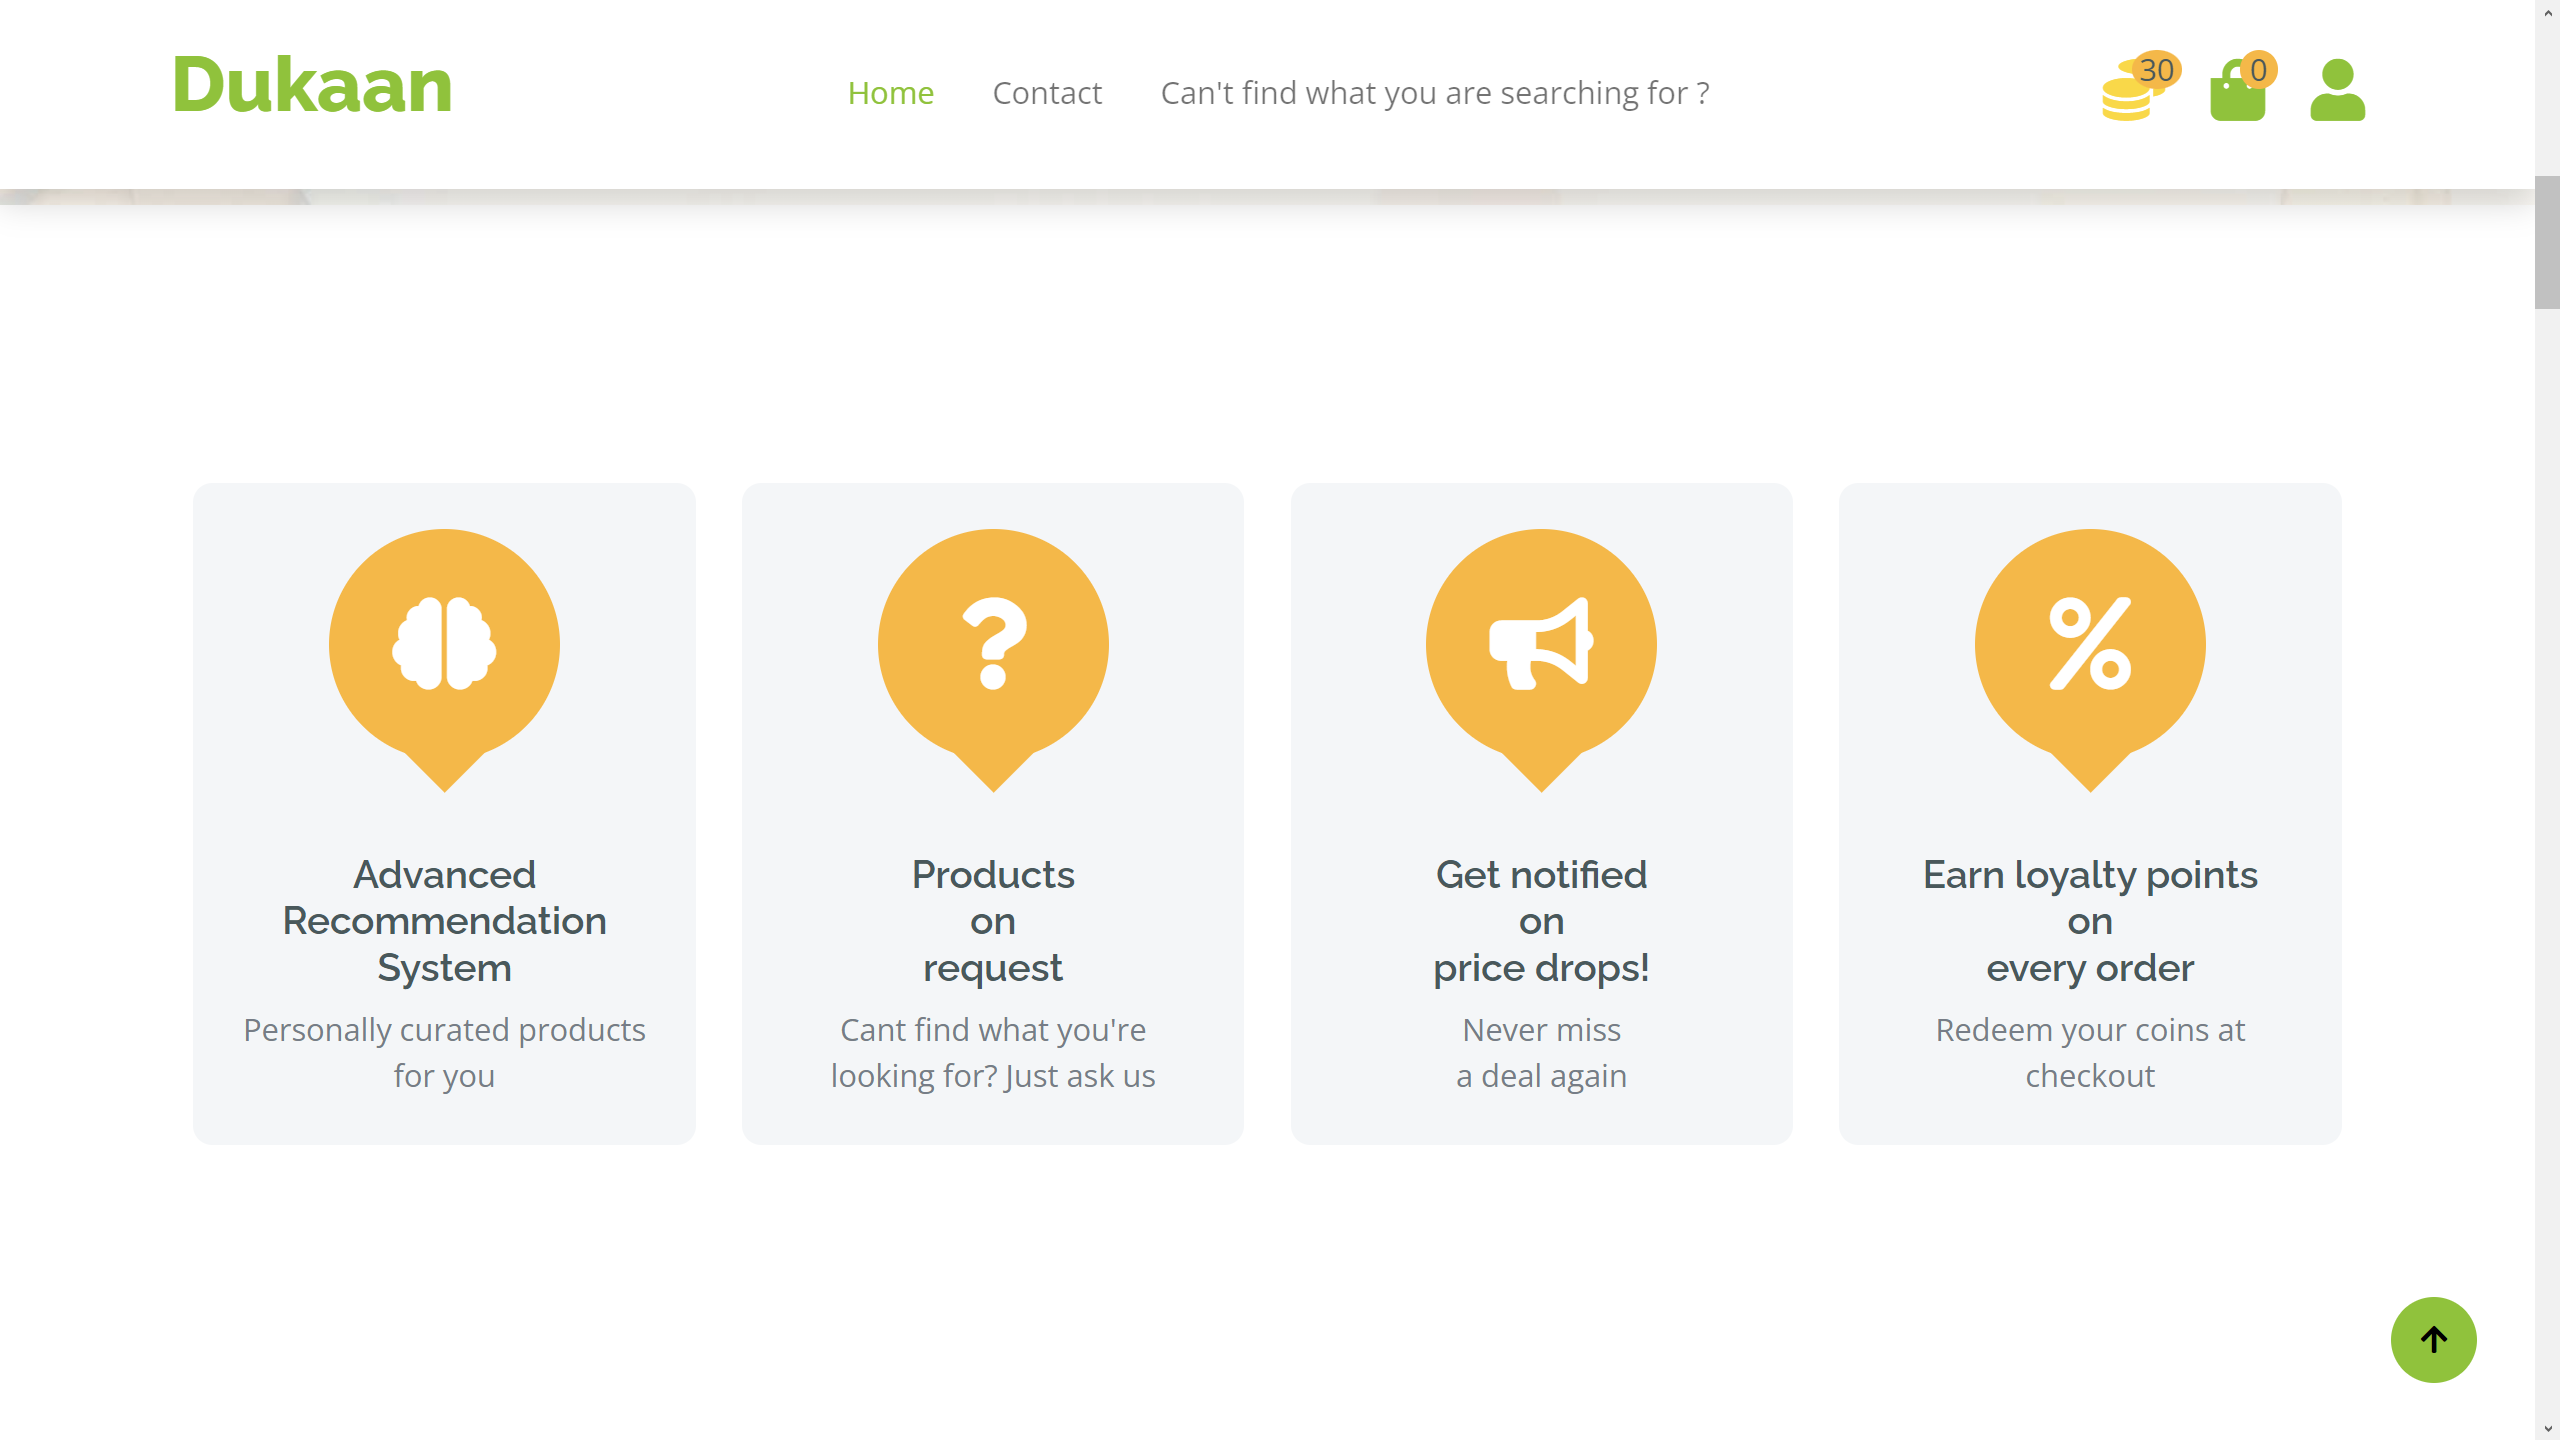 Dukaan
Home Contact Can't find what you are searching for ?
30 0
Advanced
Recommendation
System
Personally curated products
for you
Products
on
request
Cant find what you're
looking for? Just ask us
Get notified
on
price drops!
Never miss
a deal again
Earn loyalty points
on
every order
Redeem your coins at
checkout